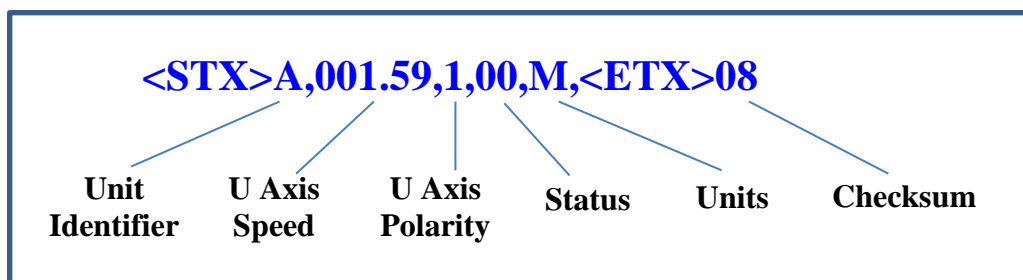 <STX>A,001.59,1,00,M,<ETX>08
Unit Identifier
U Axis Speed
U Axis Polarity
Status
Units
Checksum